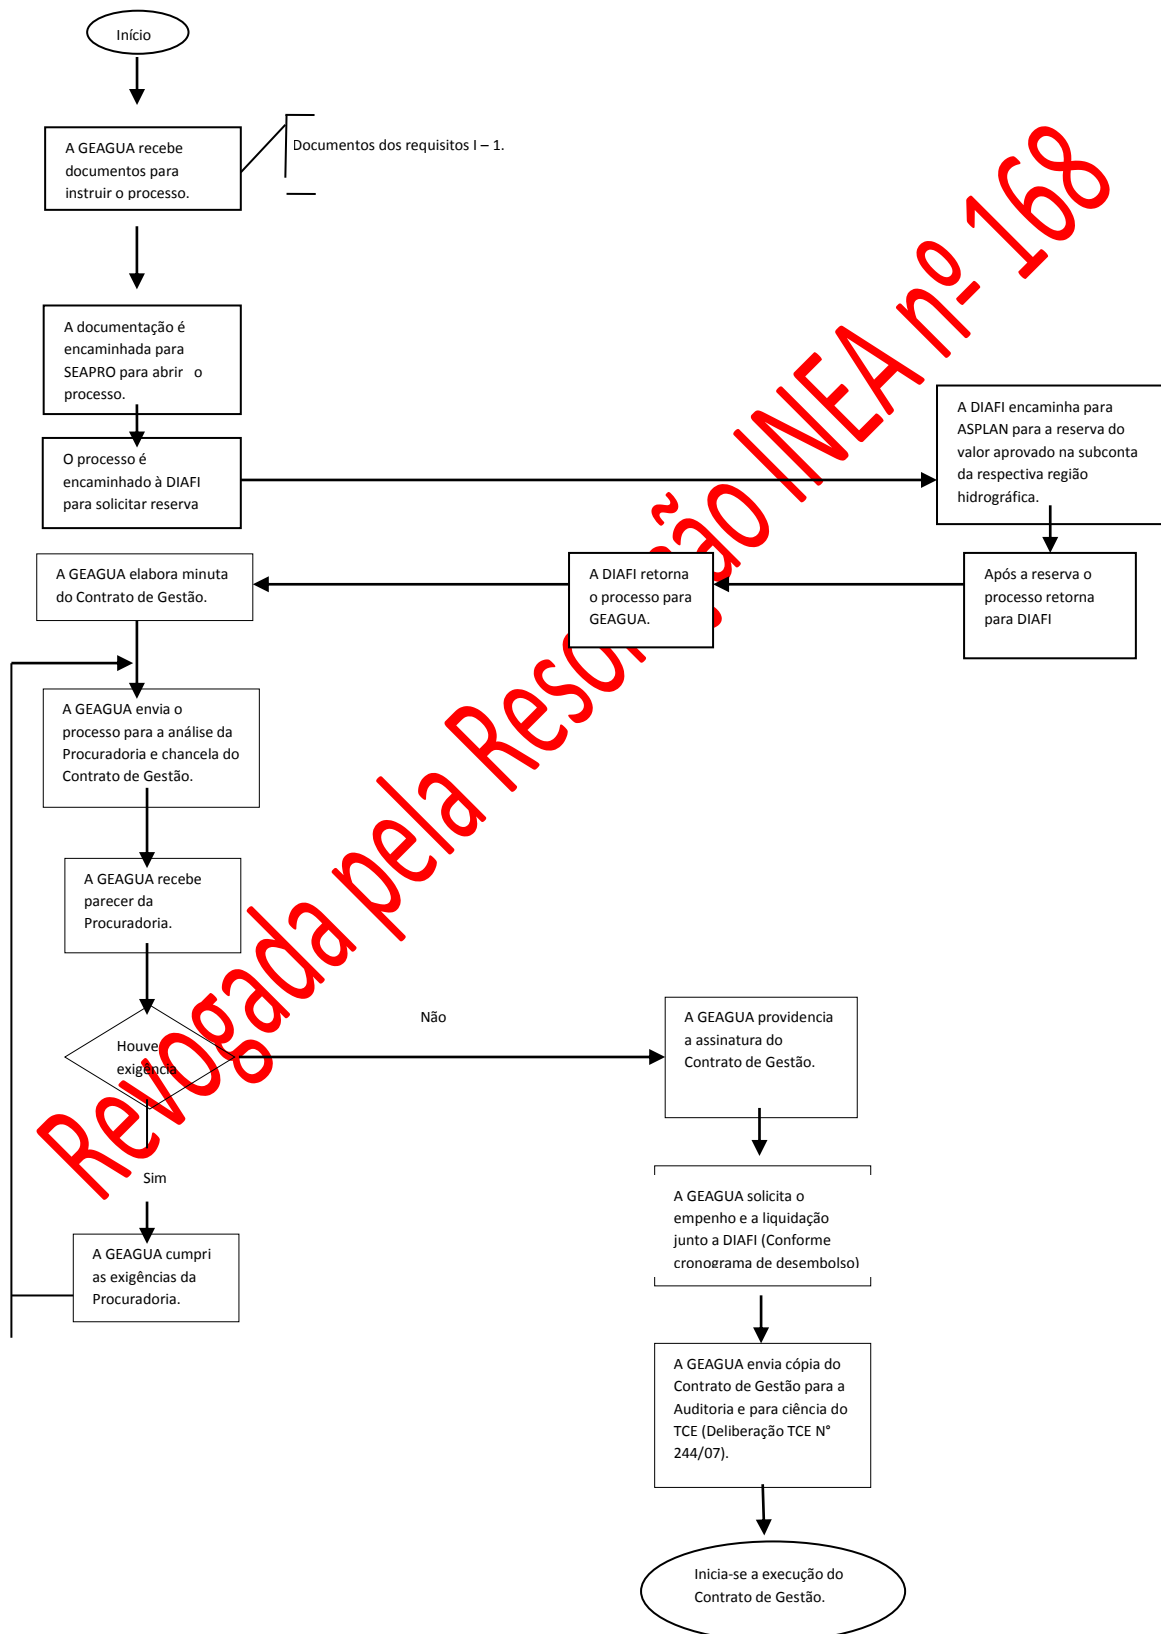 Início
A GEAGUA recebe
documentos para
instruir o processo.
Documentos dos requisitos I – 1.
A documentação é
encaminhada para
SEAPRO para abrir o
processo.
O processo é
encaminhado à DIAFI
para solicitar reserva
A DIAFI encaminha para
ASPLAN para a reserva do
valor aprovado na subconta
da respectiva região
hidrográfica.
Após a reserva o
processo retorna
para DIAFI
A DIAFI retorna
o processo para
GEAGUA.
A GEAGUA elabora minuta
do Contrato de Gestão.
A GEAGUA envia o
processo para a análise da
Procuradoria e chancela do
Contrato de Gestão.
A GEAGUA recebe
parecer da
Procuradoria.
Houve
exigência
Não
Sim
A GEAGUA cumpri
as exigências da
Procuradoria.
A GEAGUA providencia
a assinatura do
Contrato de Gestão.
A GEAGUA solicita o
empenho e a liquidação
junto a DIAFI (Conforme
cronograma de desembolso)
A GEAGUA envia cópia do
Contrato de Gestão para a
Auditoria e para ciência do
TCE (Deliberação TCE N°
244/07).
Inicia-se a execução do
Contrato de Gestão.
Revogada pela Resolução INEA nº 168